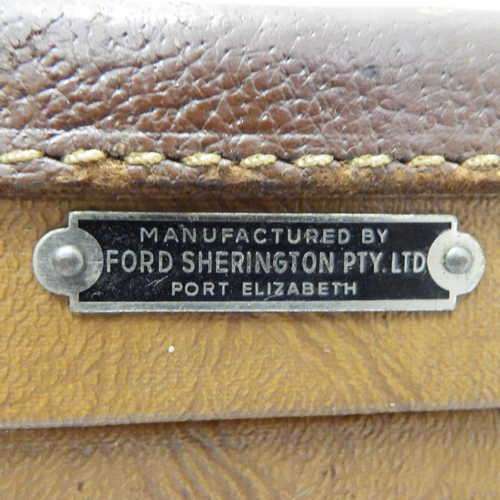 MANUFACTURED BY
FORD SHERINGTON PTY. LTD
PORT ELIZABETH